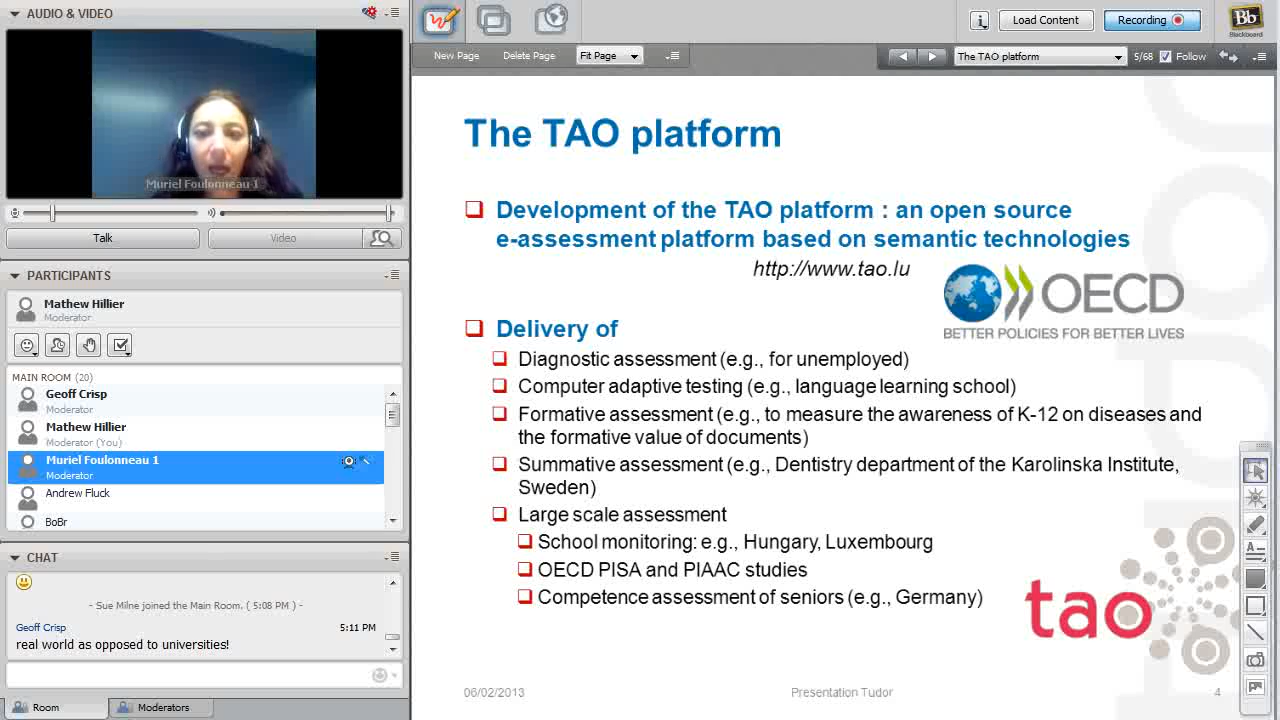 AUDIO & VIDEO
Muriel Foulonneau 1
Talk
Video
PARTICIPANTS
Mathew Hillier
Moderator
MAIN ROOM (20)
Geoff Crisp
Moderator
Mathew Hillier
Moderator (You)
Muriel Foulonneau 1
Moderator
Andrew Fluck
BoBr
CHAT
- Sue Milne joined the Main Room. ( 5:08 PM ) -
Geoff Crisp 5:11 PM
real world as opposed to universities!
Room
Moderators
Load Content
Recording
Bb
Blackboard
New Page
Delete Page
Fit Page
The TAO platform
5/68
Follow
The TAO platform
Development of the TAO platform : an open source
e-assessment platform based on semantic technologies
http://www.tao.lu
OECD
BETTER POLICIES FOR BETTER LIVES
Delivery of
Diagnostic assessment (e.g., for unemployed)
Computer adaptive testing (e.g., language learning school)
Formative assessment (e.g., to measure the awareness of K-12 on diseases and
the formative value of documents)
Summative assessment (e.g., Dentistry department of the Karolinska Institute,
Sweden)
Large scale assessment
School monitoring: e.g., Hungary, Luxembourg
OECD PISA and PIAAC studies
Competence assessment of seniors (e.g., Germany)
tao
06/02/2013
Presentation Tudor
4